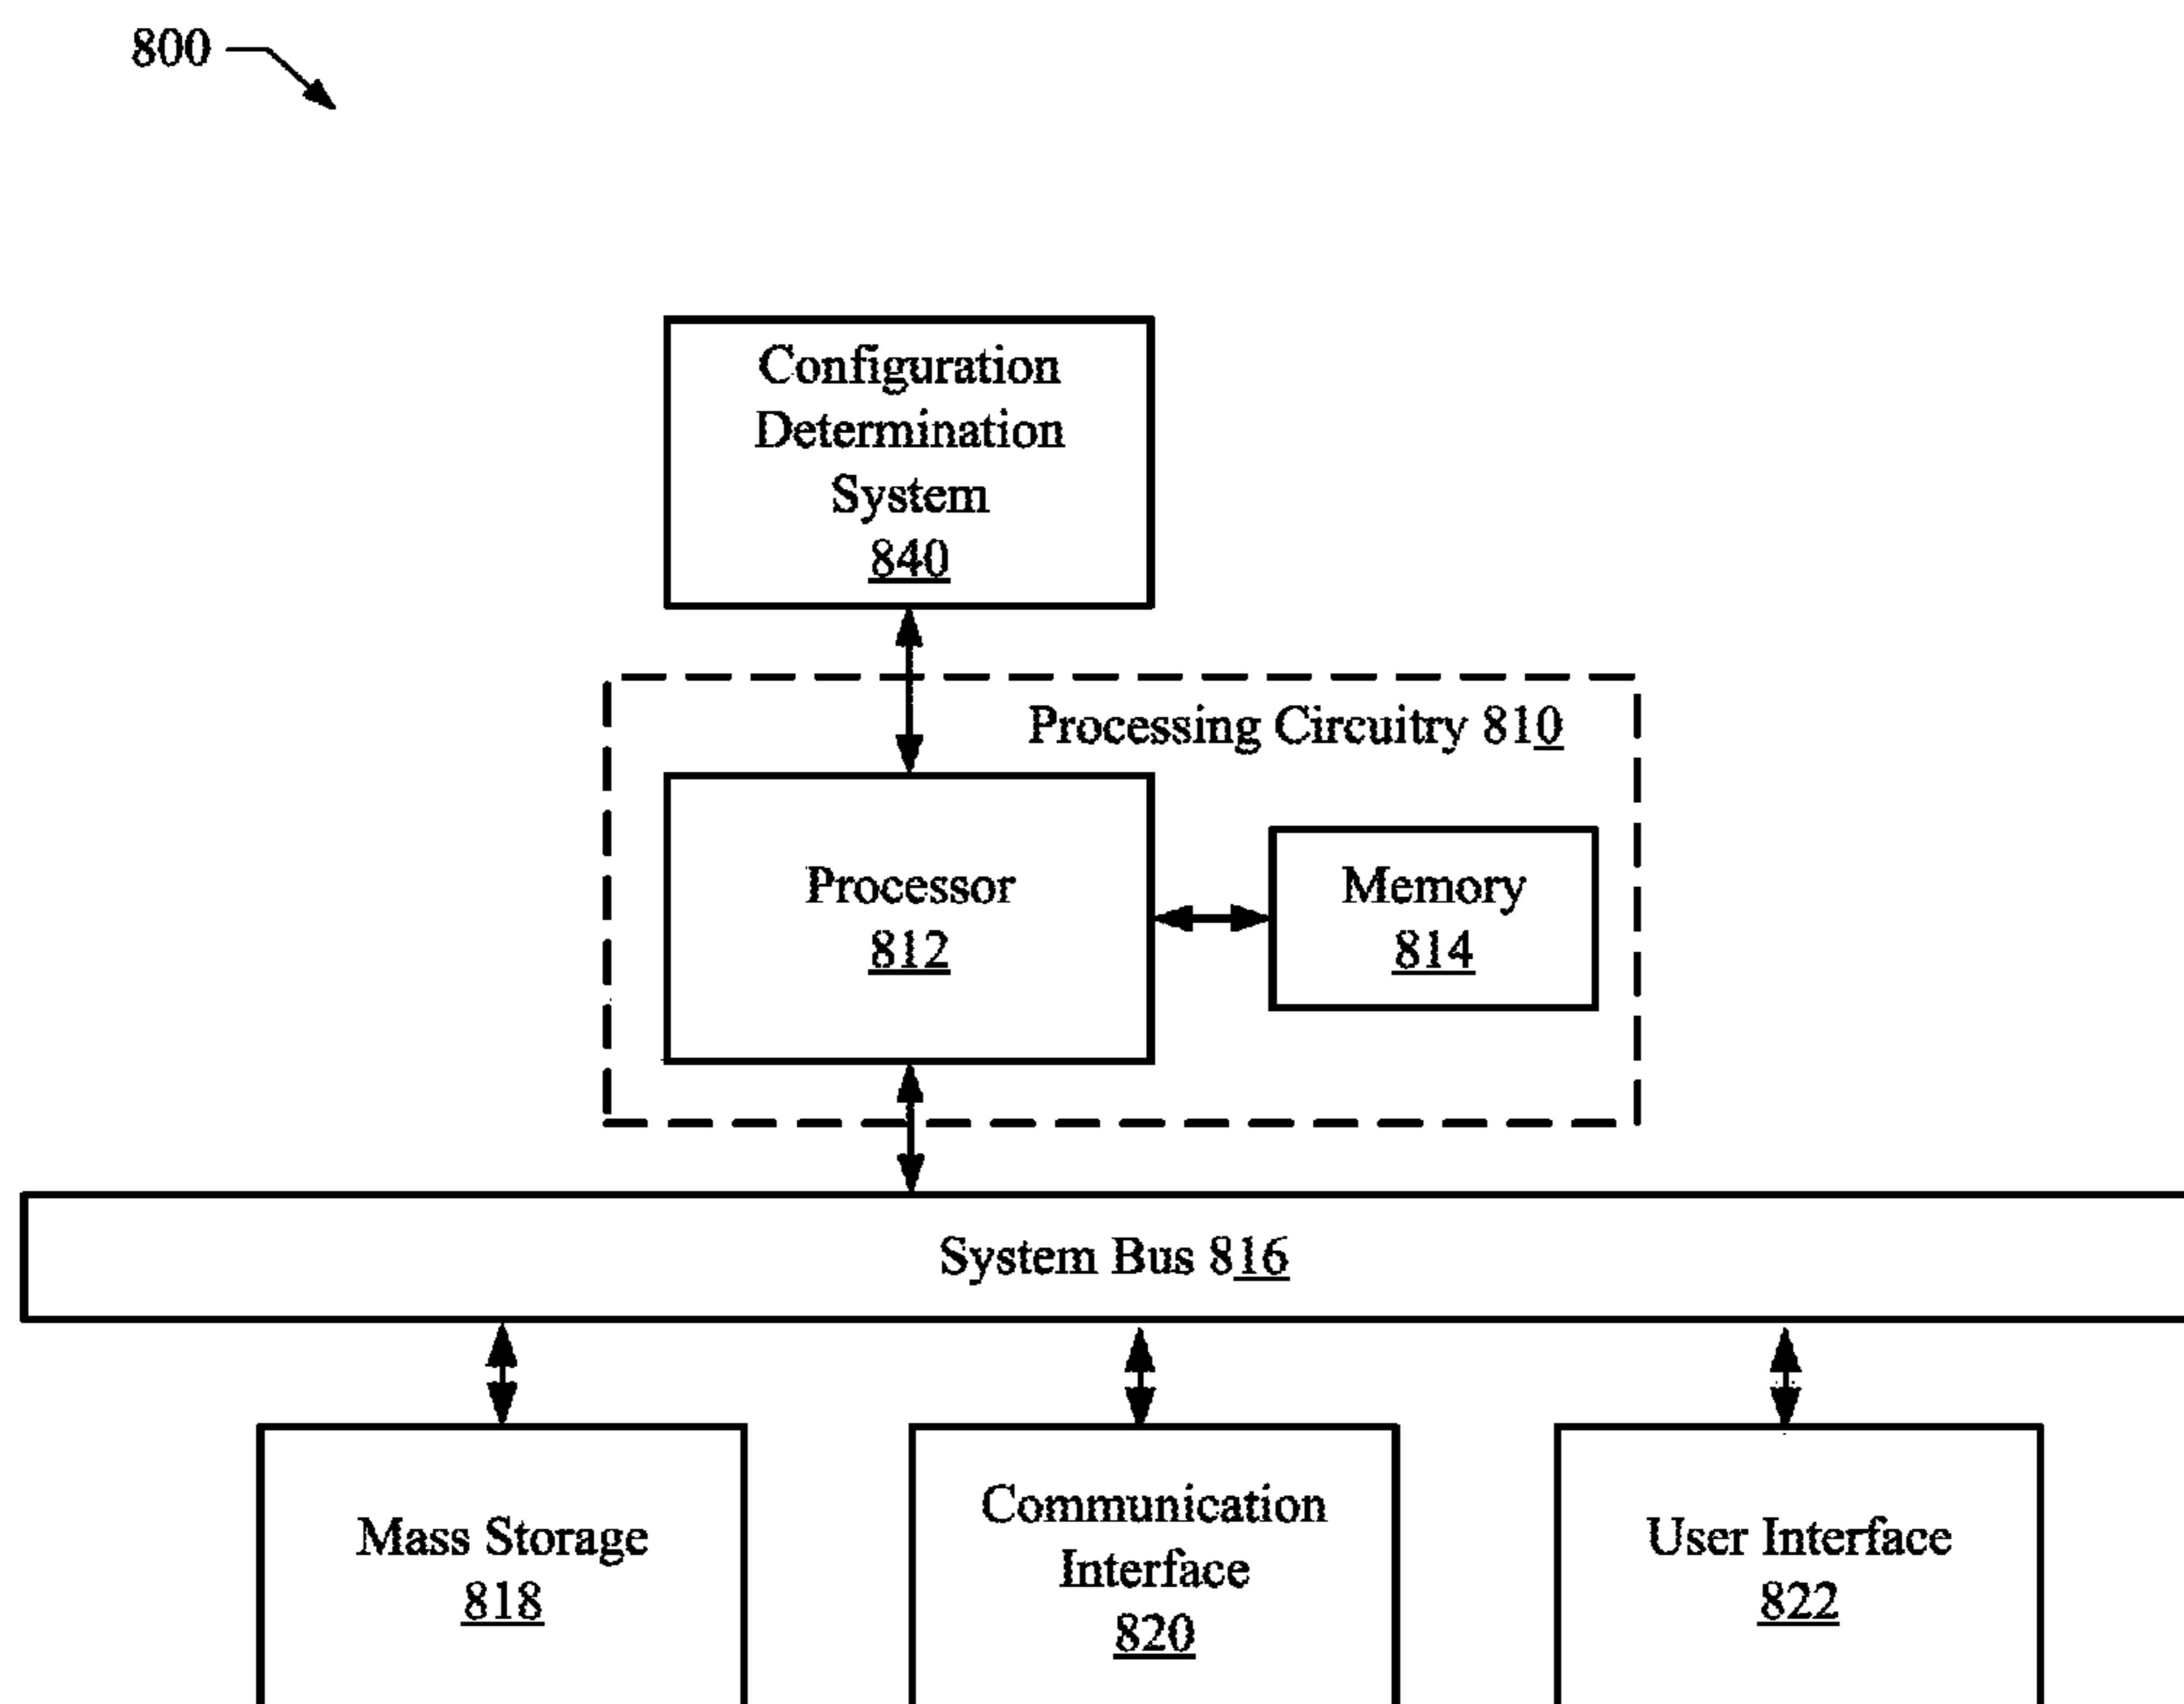 800
Configuration
Determination
System
840
Processing Circuitry 810
Processor
812
Memory
814
System Bus 816
Mass Storage
818
Communication
Interface
820
User Interface
822